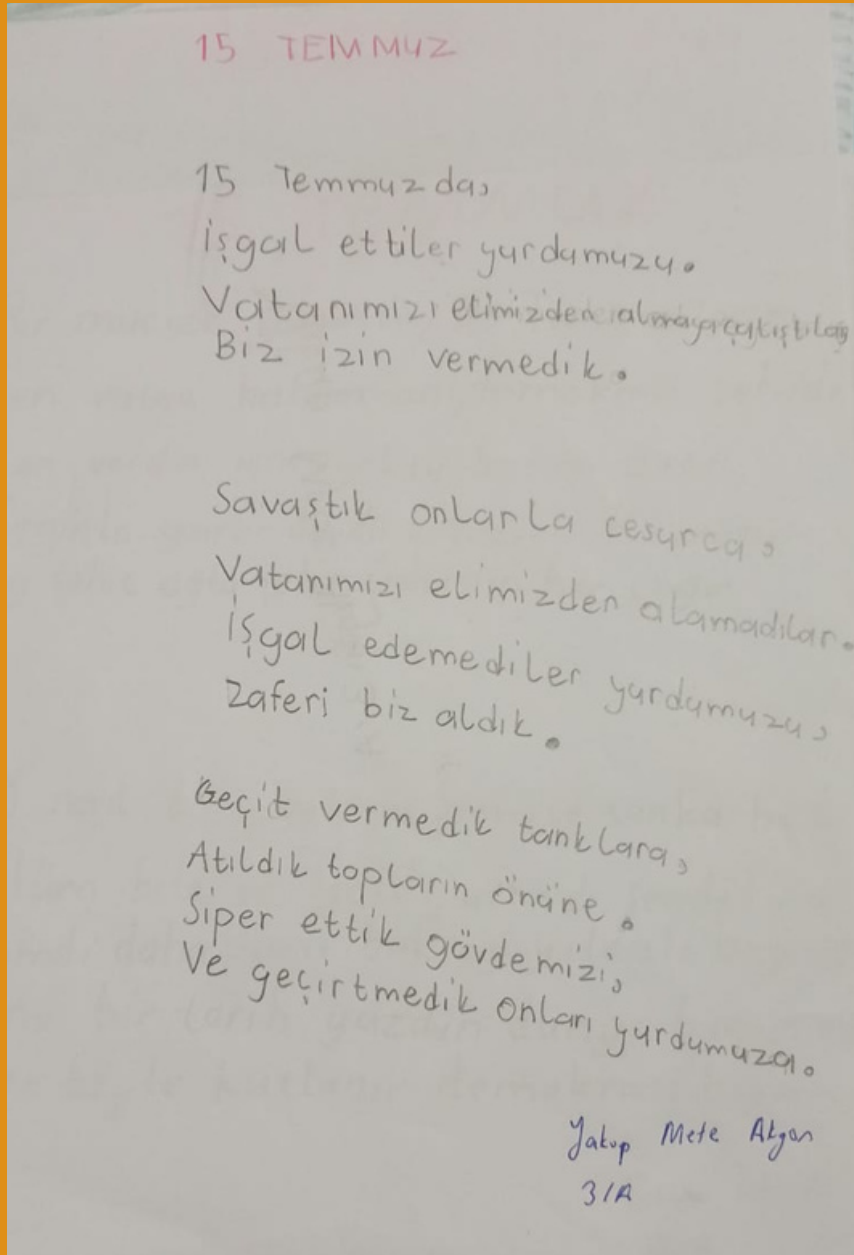 15 TEMMUZ
15 Temmuzda,
işgal ettiler yurdumuzu.
Vatanımızı elimizden almaya çalıştılar,
Biz izin vermedik.
Savaştık onlarla cesurca,
Vatanımızı elimizden alamadılar.
İşgal edemediler yurdumuzu,
Zaferi biz aldık.
Geçit vermedik tanklara,
Atıldık topların önüne.
Siper ettik gövdemizi,
Ve geçirtmedik onları yurdumuza.
Yakup Mete Akgan
3/A